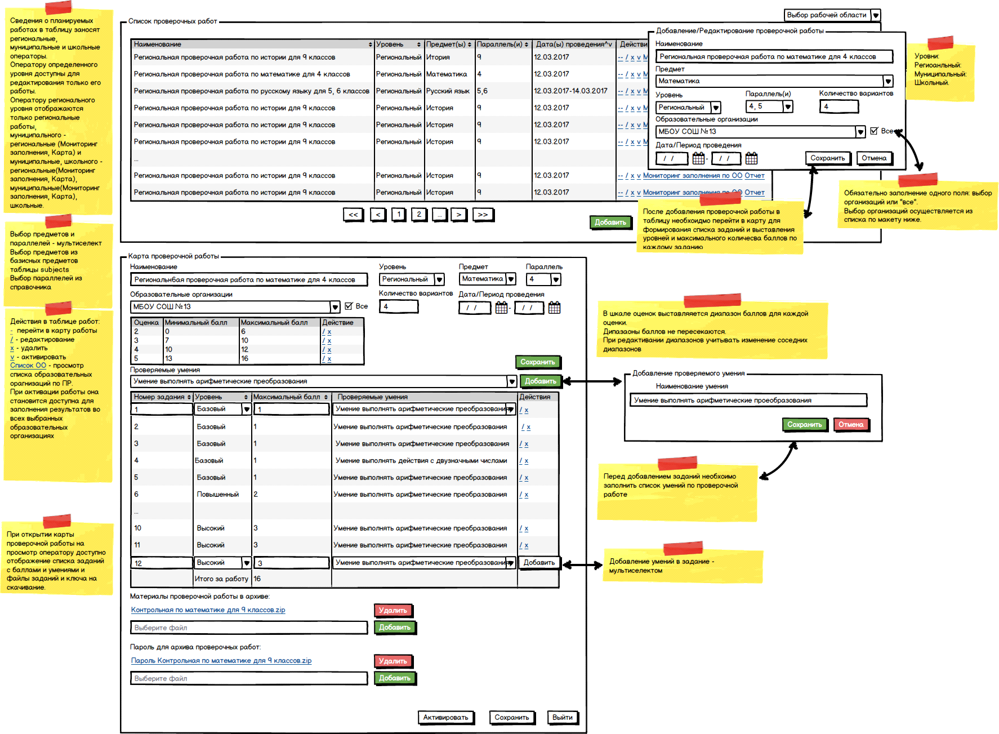 Сведения о планируемых
работах в таблицу заносят
региональные,
муниципальные и школьные
операторы.
Оператору определенного
уровня доступны для
редактирования только его
работы.
Оператору регионального
уровня отображаются
только региональные
работы,
муниципального -
региональные (Мониторинг
заполнения, Карта) и
муниципальные, школьного -
региональные(Мониторинг
заполнения, Карта),
муниципальные(Мониторинг
заполнения, Карта),
школьные.
Выбор предметов и
параллелей - мультиселект
Выбор предметов из
базисных предметов
таблицы subjects
Выбор параллелей из
справочника
Действия в таблице работ:
- перейти в карту работы
/ - редактирование
x - удалить
v - активировать
Список ОО - просмотр
списка образовательных
орагнизаций по ПР.
При активации работы она
становится доступна для
заполнения результатов во
всех выбранных
образовательных
организациях
При открытии карты
проверочной работы на
просмотр оператору доступно
отображение списка заданий
с баллами и умениями и
файлы заданий и ключа на
скачивание.
Выбор рабочей области
Список проверочных работ
Наименование Уровень Предмет(ы) Параллель(и) Дата(ы) проведения^v Действи
Региональная проверочная работа по истории для 9 классов Региональный Итория 9 12.03.2017 -- / x v М
Региональная проверочная работа по математике для 4 классов Региональный Математика 4 12.03.2017 -- / x v М
Региональная проверочная работа по русскому языку для 5, 6 классов Региональный Русский язык 5,6 12.03.2017-14.03.2017 -- / x v М
Региональная проверочная работа по истории для 9 классов Региональный История 9 12.03.2017 -- / x v М
Региональная проверочная работа по истории для 9 классов Региональный История 9 12.03.2017 -- / x v М
Региональная проверочная работа по истории для 9 классов Региональный История 9 12.03.2017 -- / x v М
...
Региональная проверочная работа по истории для 9 классов Региональный История 9 12.03.2017 -- / x v Мониторинг заполнения по ОО Отчет
Региональная проверочная работа по истории для 9 классов Региональный История 9 12.03.2017 -- / x v Мониторинг заполнения по ОО Отчет
<< < 1 2 ... > >>
Добавить
Добавление/Редактирование проверочной работы
Наименование
Региональная проверочная работа по математике для 4 классов
Предмет
Математика
Уровень Параллель(и) Количество вариантов
Региональный 4, 5 4
Образовательные организации
МБОУ СОШ №13 Все
Дата/Период проведения
/ / - / / Сохранить Отмена
Уровни:
Региоанльный:
Муниципальный:
Школьный.
Обязательно заполнение одного поля: выбор
организаций или "все".
Выбор организаций осуществляется из
списка по макету ниже.
После добавления проверочной работы в
таблицу необхоидмо перейти в карту для
формирования списка заданий и выставления
уровней и максимального количесва баллов по
каждому заданию
Карта проверочной работы
Наименование Уровень Предмет Параллель
Региональн6ая проверочная работа по математике для 4 классов Региональный Математика 4
Образовательные организации Количество вариантов Дата/Период проведения
МБОУ СОШ №13 Все 4 / / - / /
Оценка Минимальный балл Максимальный балл Действие
2 0 6 / x
3 7 10 / x
4 10 12 / x
5 13 16 / x
Сохранить
Проверяемые умения
Умение выполнять арифметические преобразования Добавить
Номер задания Уровень Максимальный балл Проверяемые умения Действия
1 Базовый 1 Умение выполнять арифметические преобразования / x
2 Базовый 1 Умение выполнять арифметические преобразования / x
3 Базовый 1 Умение выполнять арифметические преобразования / x
4 Базовый 1 Умение выполнять действия с двузначными числами / x
5 Базовый 1 Умение выполнять арифметические преобразования / x
6 Повышенный 2 Умение выполнять арифметические преобразования / x
...
10 Высокий 3 Умение выполнять арифметические преобразования / x
11 Высокий 3 Умение выполнять арифметические преобразования / x
12 Высокий 3 Умение выполнять арифметические преобразования Добавить
Итого за работу 16
Материалы проверочной работы в архиве:
Контрольная по математике для 9 классов.zip Удалить
Выберите файл Добавить
Пароль для архива проверочных работ:
Пароль Контрольная по математике для 9 классов.zip Удалить
Выберите файл Добавить
Активировать Сохранить Выйти
В шкале оценок выставляется диапазон баллов для каждой
оценки.
Дипазаоны баллов не пересекаются.
При редактивании диапазонов учитывать изменение соседних
диапазонов
Добавление проверяемого умения
Наименование умения
Умение выполнять арифметические проеобразования
Сохранить Отмена
Перед добавлением заданий необхоимо
заполнить список умений по проверочной
работе
Добавление умений в задание -
мультиселектом